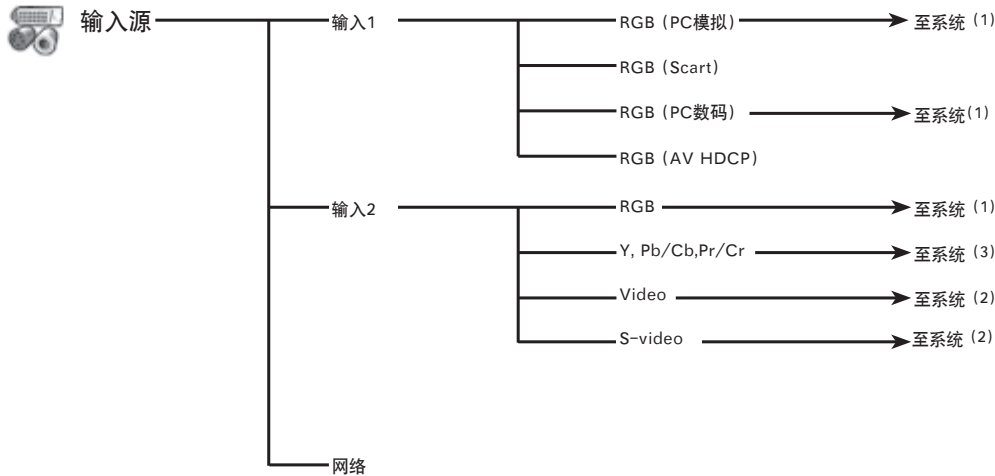 输入源
输入1
RGB (PC模拟) 至系统 (1)
RGB (Scart)
RGB (PC数码) 至系统(1)
RGB (AV HDCP)
输入2
RGB 至系统 (1)
Y, Pb/Cb,Pr/Cr 至系统 (3)
Video 至系统 (2)
S-video 至系统 (2)
网络